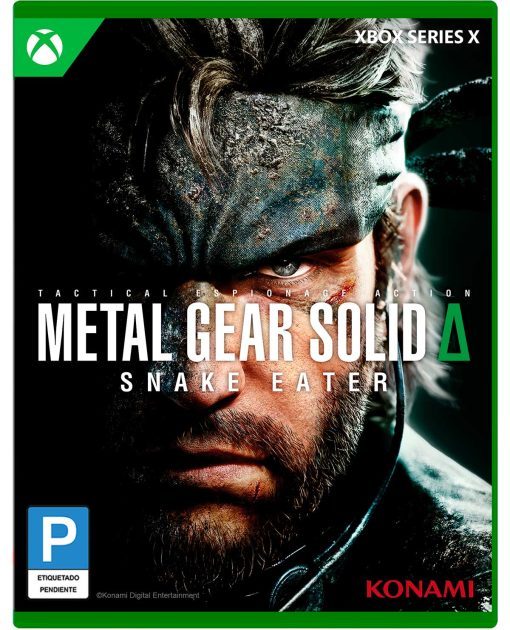 XBOX SERIES X
TACTICAL ESPIONAGE ACTION
METAL GEAR SOLID Δ
SNAKE EATER
P
ETIQUETADO
PENDIENTE
©Konami Digital Entertainment
KONAMI